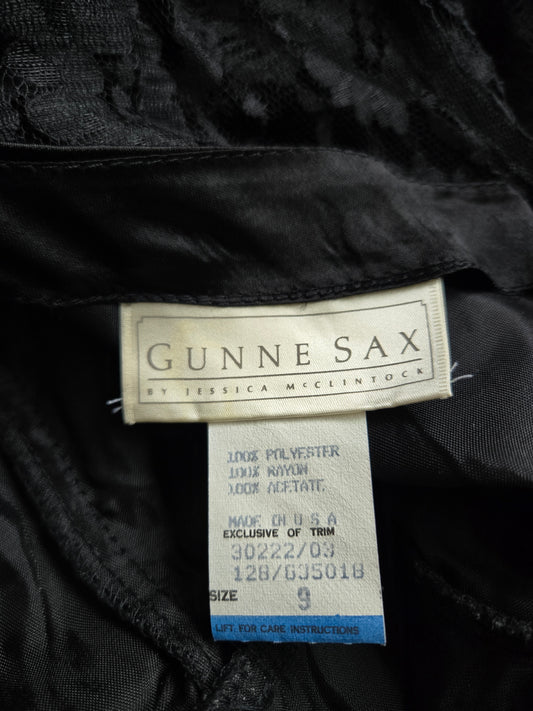 GUNNE SAX
BY JESSICA McCLINTOCK
100% POLYESTER
100% RAYON
100% ACETATE
MADE IN U S A
EXCLUSIVE OF TRIM
30222/03
128/635018
SIZE 9
LIFT FOR CARE INSTRUCTIONS